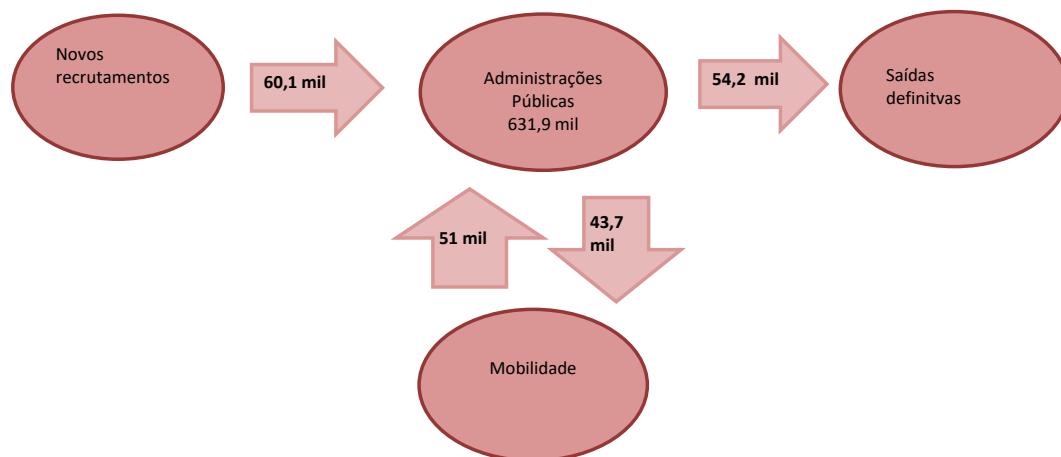 Novos
recrutamentos
60,1 mil
Administrações
Públicas
631,9 mil
54,2 mil
Saídas
definitvas
51 mil
43,7
mil
Mobilidade